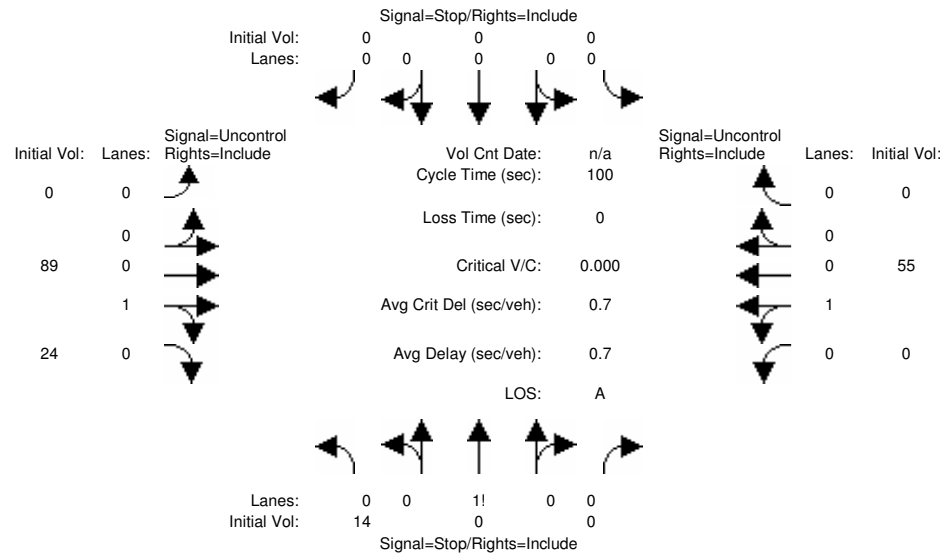 Signal=Stop/Rights=Include
Initial Vol: 0 0 0
Lanes: 0 0 0 0 0
Signal=Uncontrol Signal=Uncontrol
Initial Vol: Lanes: Rights=Include Vol Cnt Date: n/a Rights=Include Lanes: Initial Vol:
Cycle Time (sec): 100
0 0 0 0
Loss Time (sec): 0
0 0
89 0 Critical V/C: 0.000 0 55
1 Avg Crit Del (sec/veh): 0.7 1
24 0 Avg Delay (sec/veh): 0.7 0 0
LOS: A
Lanes: 0 0 1! 0 0
Initial Vol: 14 0 0
Signal=Stop/Rights=Include